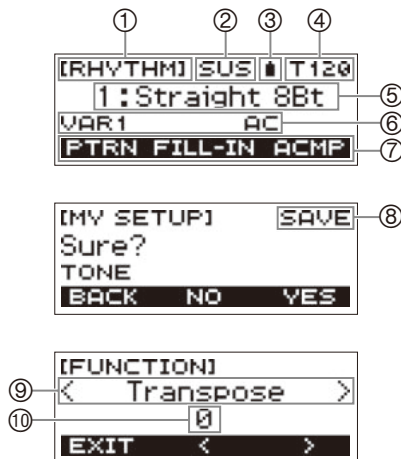 ① ② ③ ④
[RHYTHM] SUS T120
1:Straight 8Bt ⑤
VAR1 AC ⑥
PTRN FILL-IN ACMP ⑦
[MY SETUP] SAVE ⑧
Sure?
TONE
BACK NO YES
[FUNCTION]
⑨ < Transpose >
⑩ 0
EXIT < >